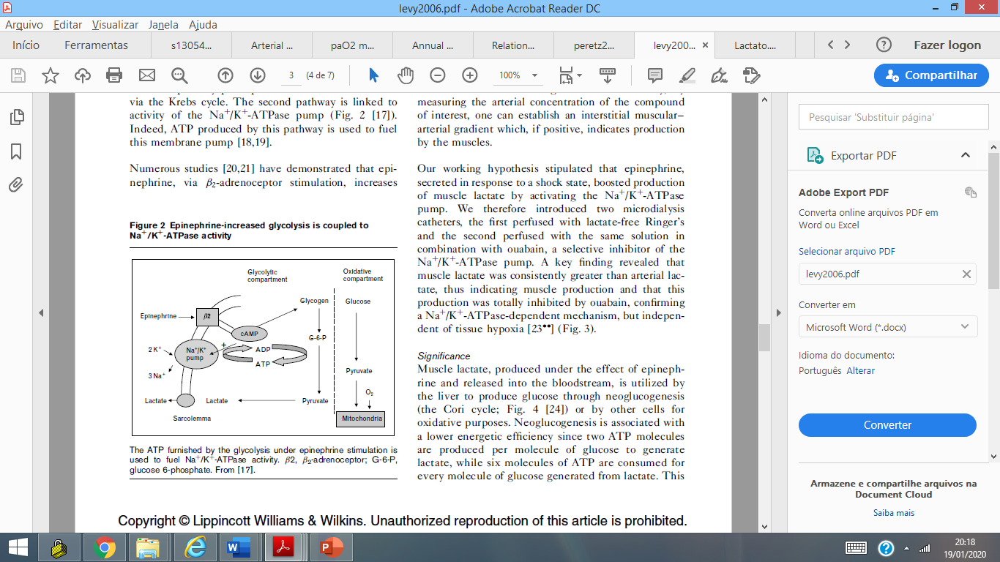 levy2006.pdf - Adobe Acrobat Reader DC
Arquivo Editar Visualizar Janela Ajuda
Início Ferramentas s13054... Arterial ... paO2 m... Annual ... Relation... peretz2... levy200... Lactato.... Fazer logon
3 (4 de 7) 100% Compartilhar
via the Krebs cycle. The second pathway is linked to
activity of the Na+/K+-ATPase pump (Fig. 2 [17]).
Indeed, ATP produced by this pathway is used to fuel
this membrane pump [18,19].
Numerous studies [20,21] have demonstrated that epi-
nephrine, via β2-adrenoceptor stimulation, increases
Figure 2 Epinephrine-increased glycolysis is coupled to
Na+/K+-ATPase activity
Glycolytic
compartment
Oxidative
compartment
Glycogen
Glucose
Epinephrine
β2
cAMP
G-6-P
2 K+
Na+/K+
pump
+
ADP
ATP
3 Na+
Pyruvate
O2
Lactate
Lactate
Pyruvate
Sarcolemma
Mitochondria
The ATP furnished by the glycolysis under epinephrine stimulation is
used to fuel Na+/K+-ATPase activity. β2, β2-adrenoceptor; G-6-P,
glucose 6-phosphate. From [17].
measuring the arterial concentration of the compound
of interest, one can establish an interstitial muscular–
arterial gradient which, if positive, indicates production
by the muscles.
Our working hypothesis stipulated that epinephrine,
secreted in response to a shock state, boosted production
of muscle lactate by activating the Na+/K+-ATPase
pump. We therefore introduced two microdialysis
catheters, the first perfused with lactate-free Ringer's
and the second perfused with the same solution in
combination with ouabain, a selective inhibitor of the
Na+/K+-ATPase pump. A key finding revealed that
muscle lactate was consistently greater than arterial lac-
tate, thus indicating muscle production and that this
production was totally inhibited by ouabain, confirming
a Na+/K+-ATPase-dependent mechanism, but indepen-
dent of tissue hypoxia [23••] (Fig. 3).
Significance
Muscle lactate, produced under the effect of epineph-
rine and released into the bloodstream, is utilized by
the liver to produce glucose through neoglucogenesis
(the Cori cycle; Fig. 4 [24]) or by other cells for
oxidative purposes. Neoglucogenesis is associated with
a lower energetic efficiency since two ATP molecules
are produced per molecule of glucose to generate
lactate, while six molecules of ATP are consumed for
every molecule of glucose generated from lactate. This
Copyright © Lippincott Williams & Wilkins. Unauthorized reproduction of this article is prohibited.
Pesquisar 'Substituir página'
Exportar PDF
Adobe Export PDF
Converta online arquivos PDF em
Word ou Excel
Selecionar arquivo PDF
levy2006.pdf
Converter em
Microsoft Word (*.docx)
Idioma do documento:
Português Alterar
Converter
Armazene e compartilhe arquivos na
Document Cloud
Saiba mais
20:18
19/01/2020